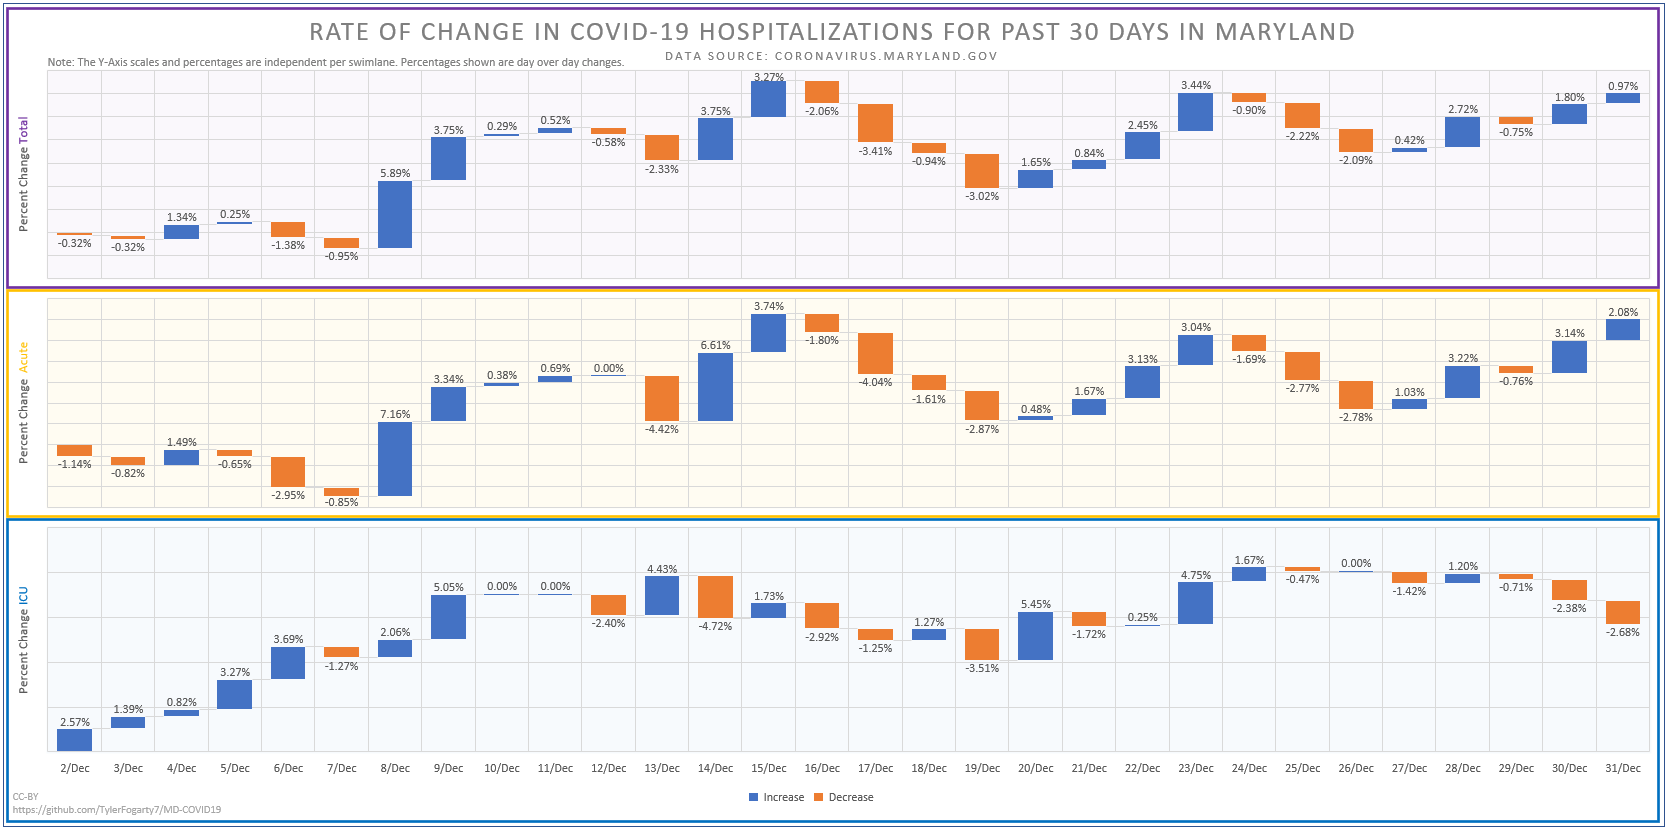 RATE OF CHANGE IN COVID-19 HOSPITALIZATIONS FOR PAST 30 DAYS IN MARYLAND
DATA SOURCE: CORONAVIRUS.MARYLAND.GOV
Note: The Y-Axis scales and percentages are independent per swimlane. Percentages shown are day over day changes.
Percent Change Total
-0.32% -0.32% 1.34% 0.25% -1.38% -0.95% 5.89% 3.75% 0.29% 0.52% -0.58% -2.33% 3.75% 3.27% -2.06% -3.41% -0.94% -3.02% 1.65% 0.84% 2.45% 3.44% -0.90% -2.22% -2.09% 0.42% 2.72% -0.75% 1.80% 0.97%
Percent Change Acute
-1.14% -0.82% 1.49% -0.65% -2.95% -0.85% 7.16% 3.34% 0.38% 0.69% 0.00% -4.42% 6.61% 3.74% -1.80% -4.04% -1.61% -2.87% 0.48% 1.67% 3.13% 3.04% -1.69% -2.77% -2.78% 1.03% 3.22% -0.76% 3.14% 2.08%
Percent Change ICU
2.57% 1.39% 0.82% 3.27% 3.69% -1.27% 2.06% 5.05% 0.00% 0.00% -2.40% 4.43% -4.72% 1.73% -2.92% -1.25% 1.27% -3.51% 5.45% -1.72% 0.25% 4.75% 1.67% -0.47% 0.00% -1.42% 1.20% -0.71% -2.38% -2.68%
2/Dec 3/Dec 4/Dec 5/Dec 6/Dec 7/Dec 8/Dec 9/Dec 10/Dec 11/Dec 12/Dec 13/Dec 14/Dec 15/Dec 16/Dec 17/Dec 18/Dec 19/Dec 20/Dec 21/Dec 22/Dec 23/Dec 24/Dec 25/Dec 26/Dec 27/Dec 28/Dec 29/Dec 30/Dec 31/Dec
Increase Decrease
CC-BY
https://github.com/TylerFogarty7/MD-COVID19